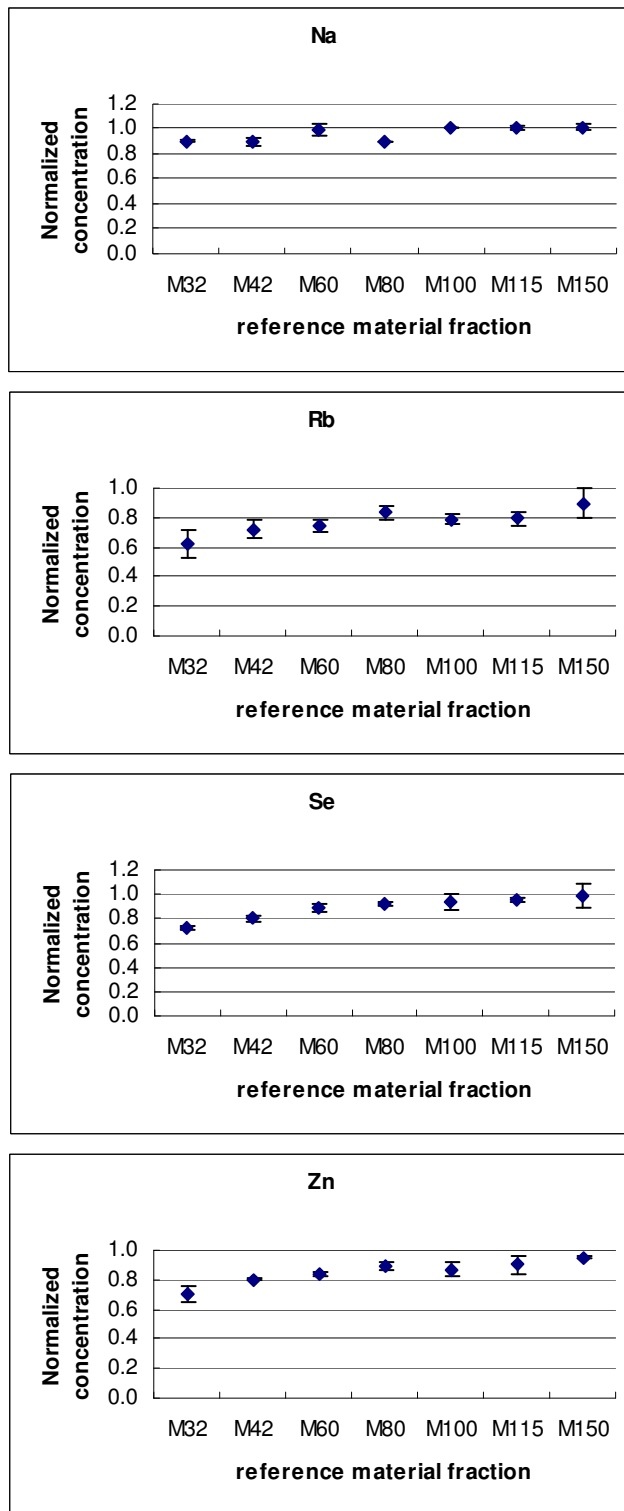 Na
Normalized
concentration
1.2
1.0
0.8
0.6
0.4
0.2
0.0
M32 M42 M60 M80 M100 M115 M150
reference material fraction
Rb
Normalized
concentration
1.0
0.8
0.6
0.4
0.2
0.0
M32 M42 M60 M80 M100 M115 M150
reference material fraction
Se
Normalized
concentration
1.2
1.0
0.8
0.6
0.4
0.2
0.0
M32 M42 M60 M80 M100 M115 M150
reference material fraction
Zn
Normalized
concentration
1.0
0.8
0.6
0.4
0.2
0.0
M32 M42 M60 M80 M100 M115 M150
reference material fraction